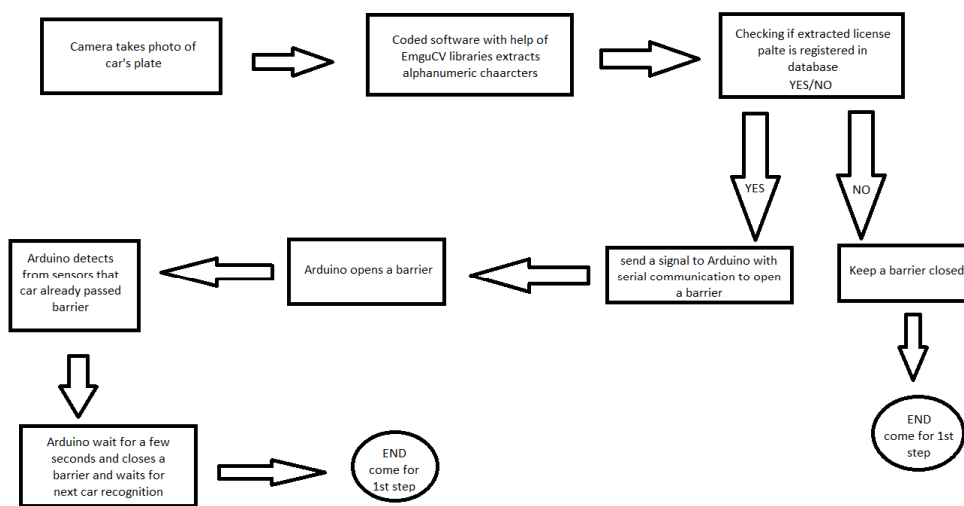 Camera takes photo of
car's plate
Coded software with help of
EmguCV libraries extracts
alphanumeric chaarcters
Checking if extracted license
palte is registered in
database
YES/NO
YES
NO
Arduino detects
from sensors that
car already passed
barrier
Arduino opens a barrier
send a signal to Arduino with
serial communication to open
a barrier
Keep a barrier closed
END
come for 1st
step
Arduino wait for a few
seconds and closes a
barrier and waits for
next car recognition
END
come for
1st step